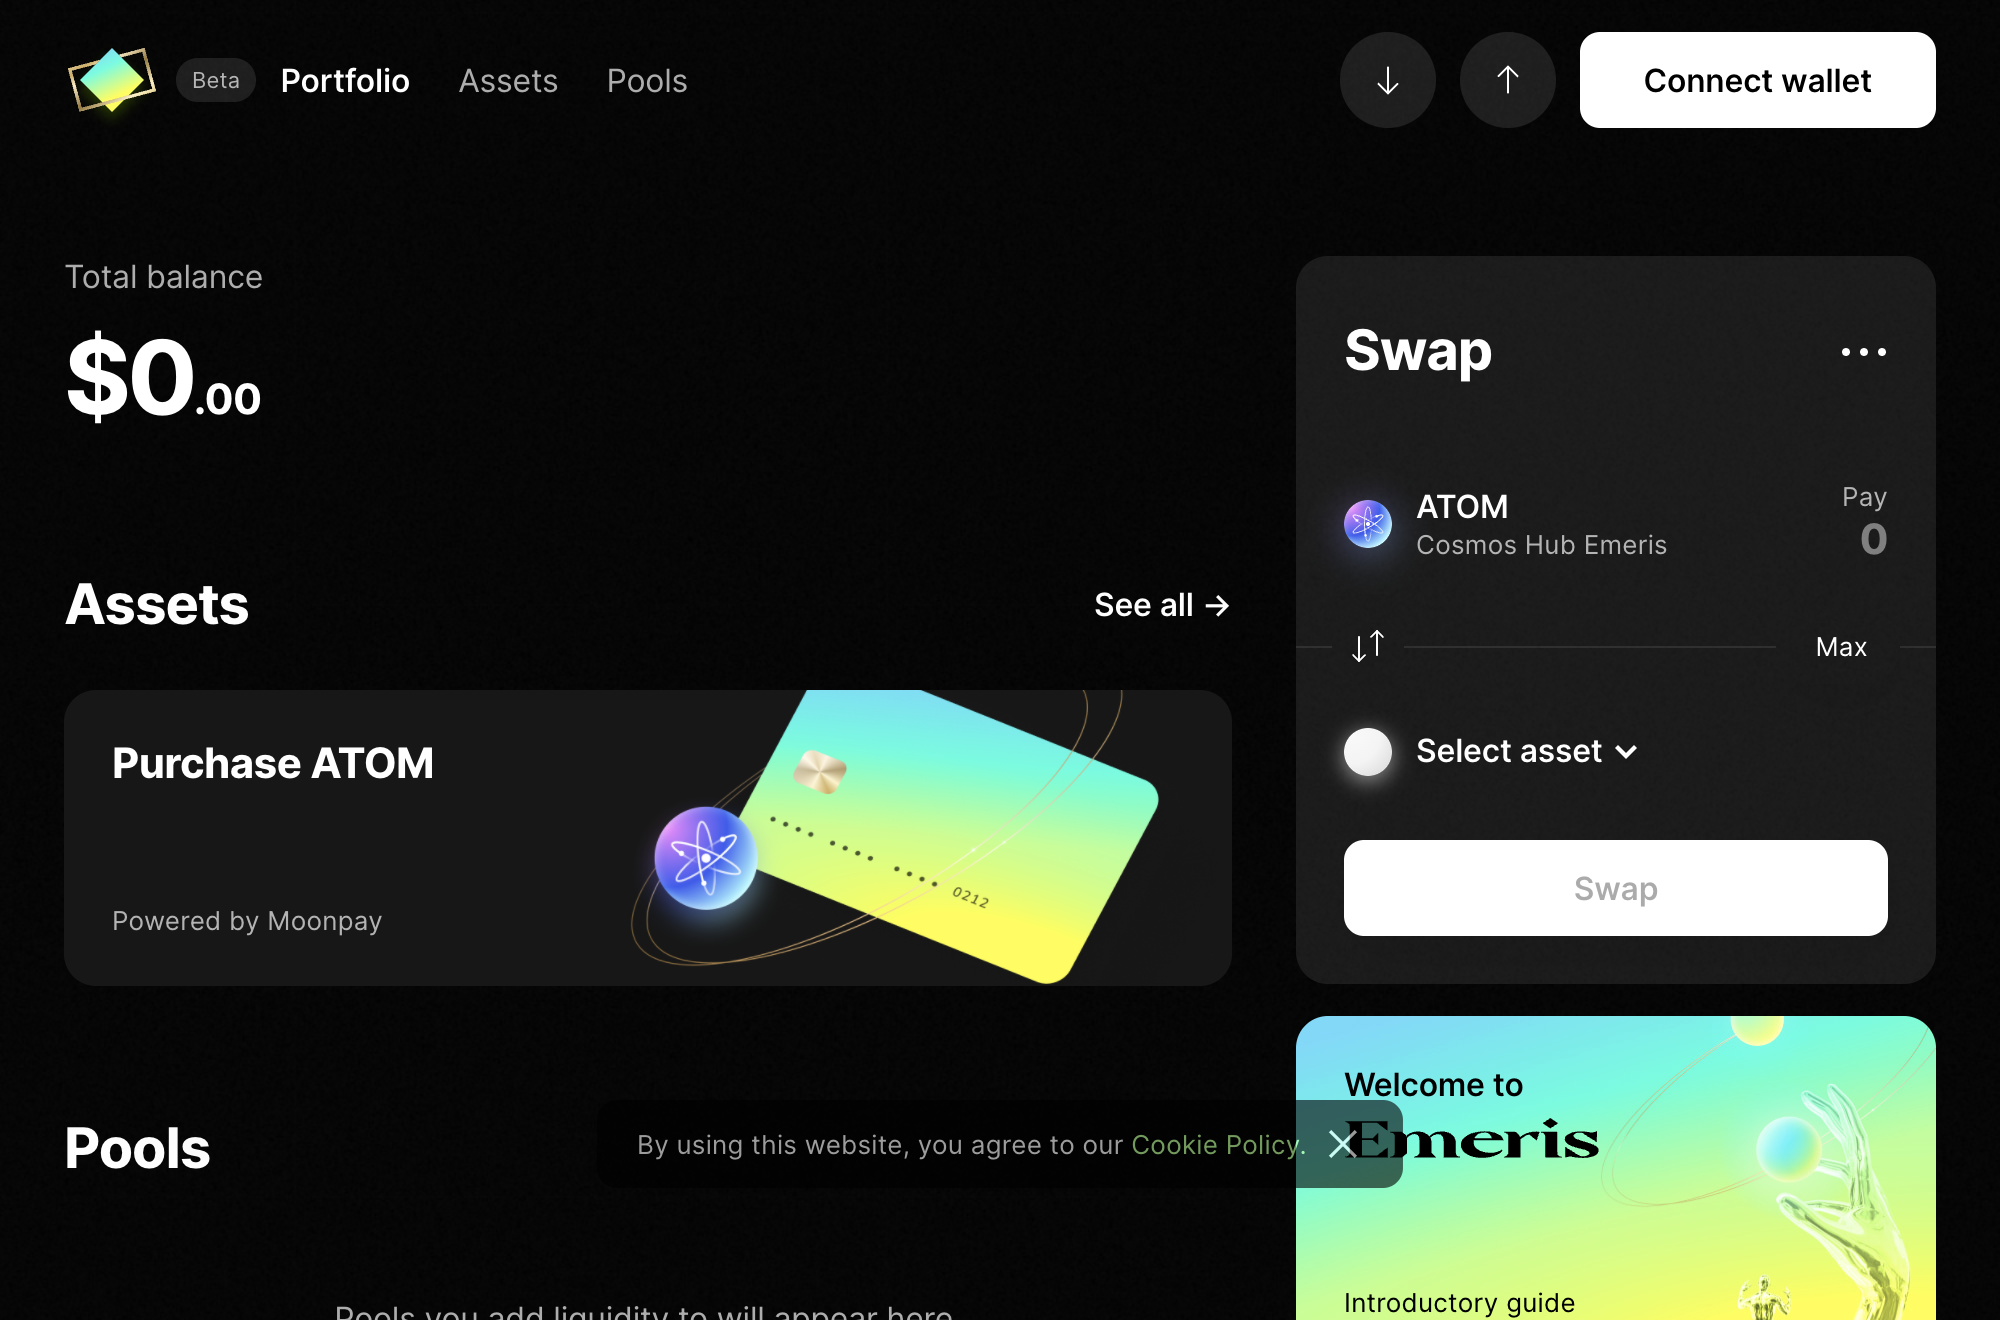 Beta
Portfolio
Assets
Pools
Connect wallet
Total balance
$0.00
Assets
See all →
Purchase ATOM
Powered by Moonpay
0212
Pools
Pools you add liquidity to will appear here
Swap
ATOM
Cosmos Hub Emeris
Pay
0
Max
Select asset
Swap
Welcome to
Emeris
Introductory guide
By using this website, you agree to our Cookie Policy.